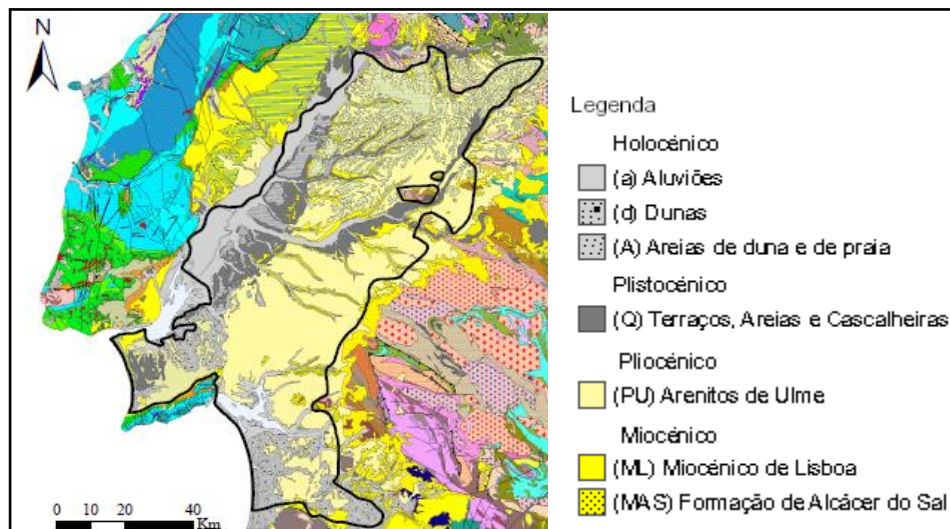 N
Legenda
Holocénico
(a) Aluviões
(d) Dunas
(A) Areias de duna e de praia
Plistocénico
(Q) Terraços, Areias e Cascalheiras
Pliocénico
(PU) Arenitos de Ulme
Miocénico
(ML) Miocénico de Lisboa
(MAS) Formação de Alcácer do Sal
0 10 20 40
Km